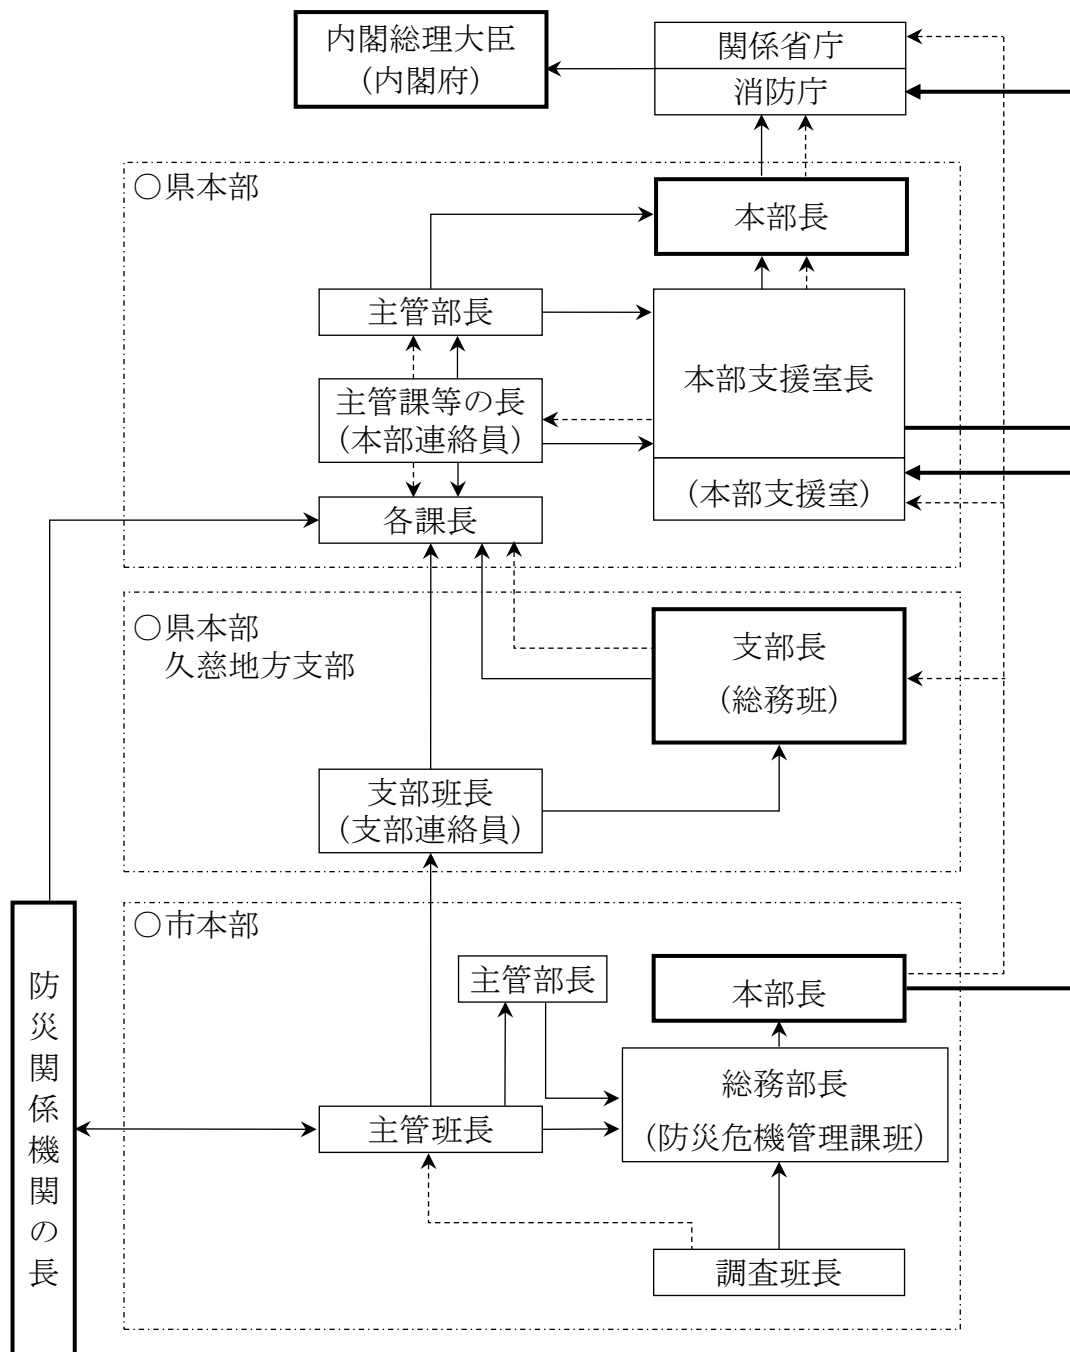 内閣総理大臣
(内閣府)
関係省庁
消防庁
○県本部
本部長
主管部長
本部支援室長
主管課等の長
(本部連絡員)
(本部支援室)
各課長
○県本部
久慈地方支部
支部長
(総務班)
支部班長
(支部連絡員)
○市本部
主管部長
本部長
総務部長
(防災危機管理課班)
主管班長
調査班長
防災関係機関の長